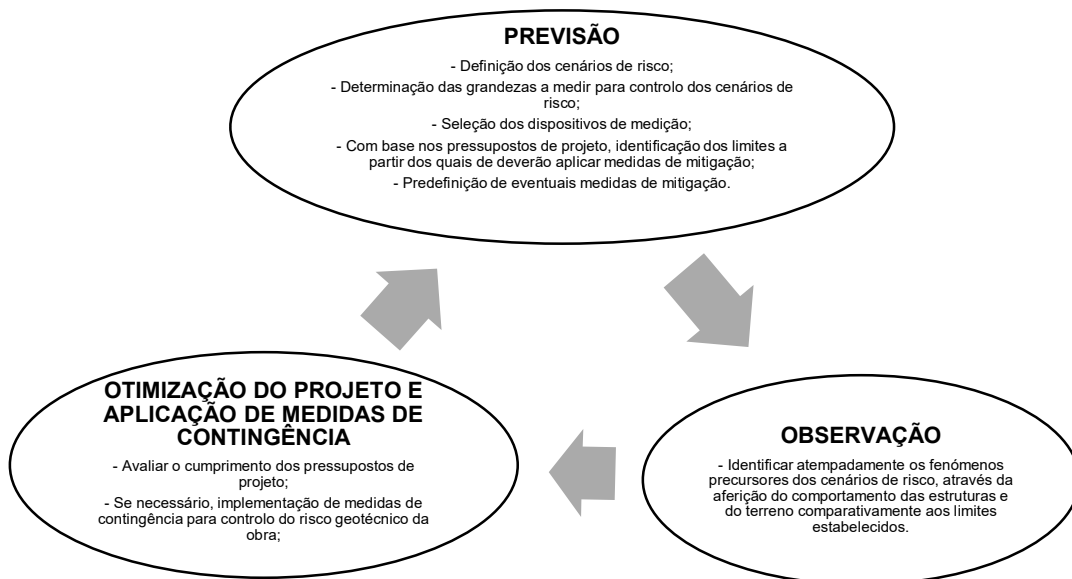 PREVISÃO
- Definição dos cenários de risco;
- Determinação das grandezas a medir para controlo dos cenários de
risco;
- Seleção dos dispositivos de medição;
- Com base nos pressupostos de projeto, identificação dos limites a
partir dos quais de deverão aplicar medidas de mitigação;
- Predefinição de eventuais medidas de mitigação.
OBSERVAÇÃO
- Identificar atempadamente os fenómenos
precursores dos cenários de risco, através da
aferição do comportamento das estruturas e
do terreno comparativamente aos limites
estabelecidos.
OTIMIZAÇÃO DO PROJETO E
APLICAÇÃO DE MEDIDAS DE
CONTINGÊNCIA
- Avaliar o cumprimento dos pressupostos de
projeto;
- Se necessário, implementação de medidas de
contingência para controlo do risco geotécnico da
obra;